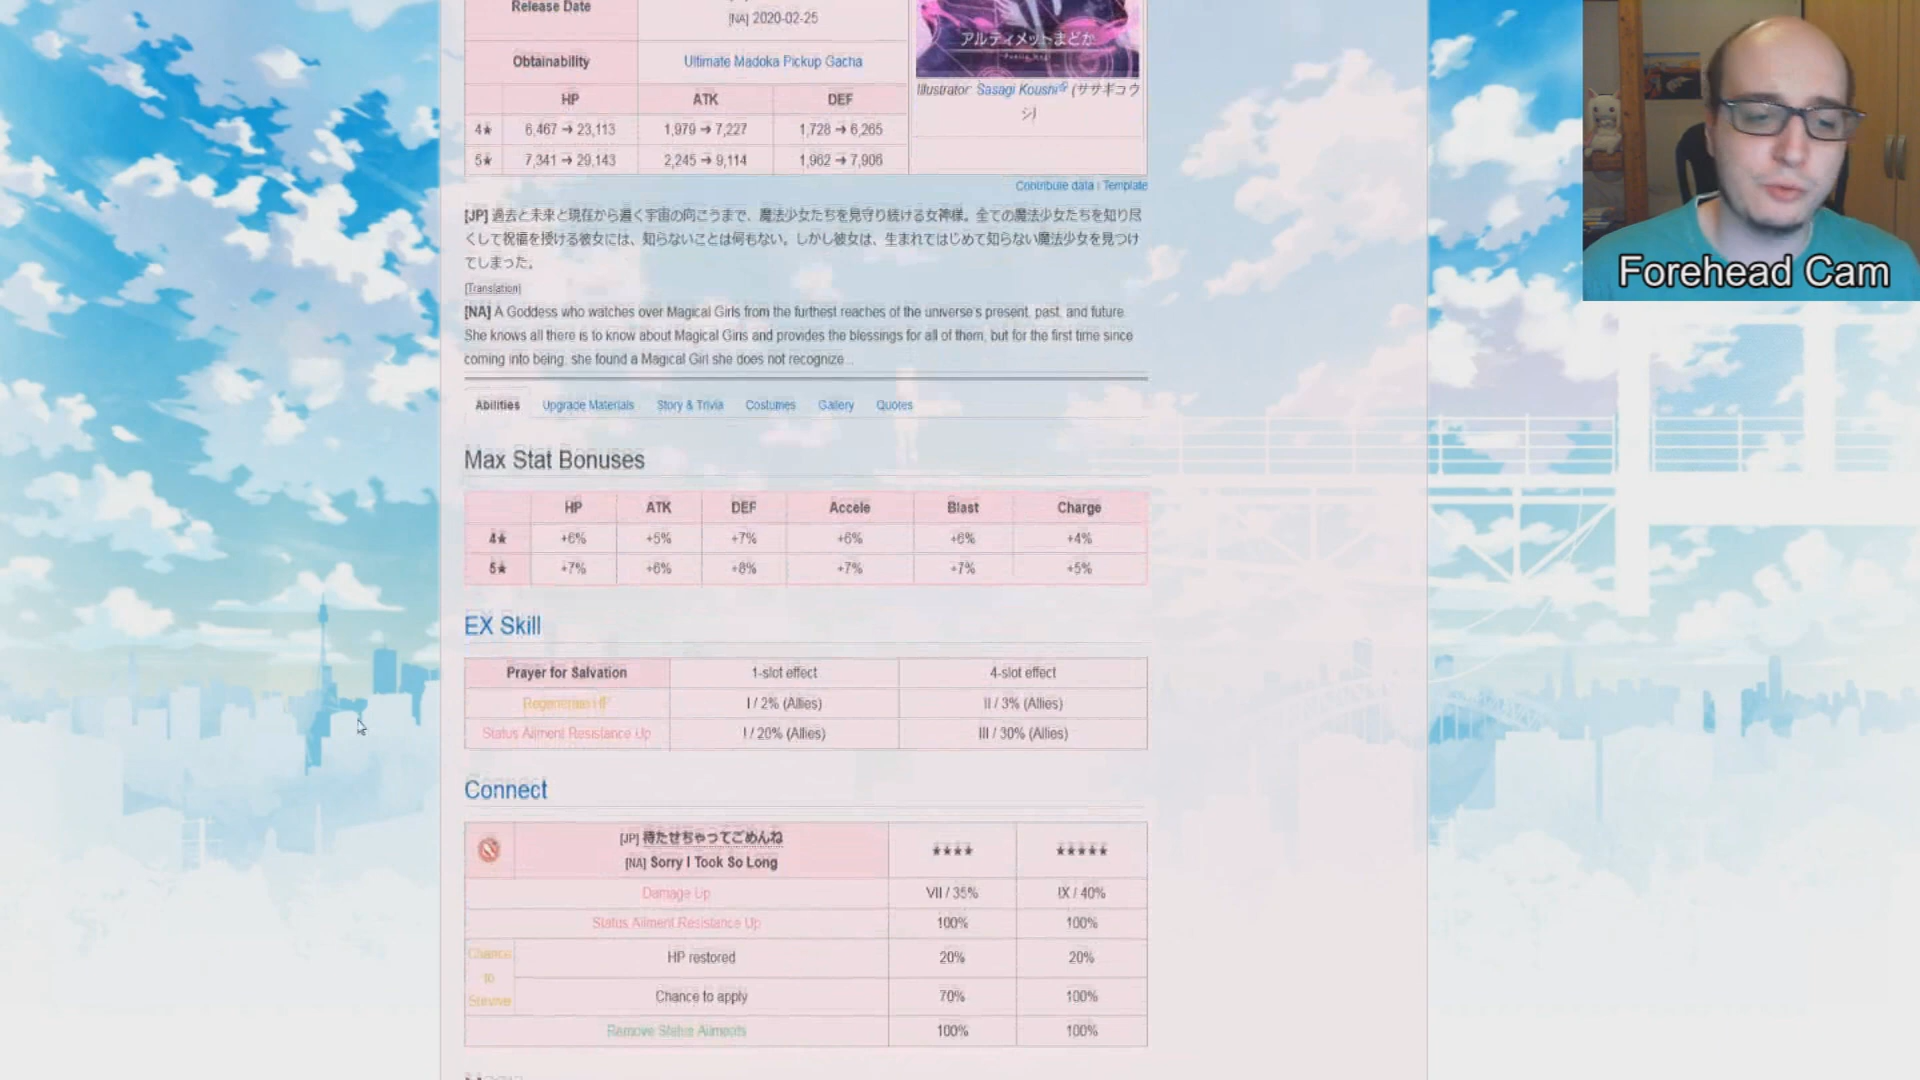 Release Date
[NA] 2020-02-25
Obtainability
Ultimate Madoka Pickup Gacha
アルティメットまどか
Illustrator: Sasagi Koushi (ササギコウシ)
HP ATK DEF
4★ 6,467 → 23,113 1,979 → 7,227 1,728 → 6,265
5★ 7,341 → 29,143 2,245 → 9,114 1,962 → 7,906
Contribute data | Template
[JP] 過去と未来と現在から遥く宇宙の向こうまで、魔法少女たちを見守り続ける女神様。全ての魔法少女たちを知り尽
くして祝福を授ける彼女には、知らないことは何もない。しかし彼女は、生まれてはじめて知らない魔法少女を見つけ
てしまった。
[Translation]
[NA] A Goddess who watches over Magical Girls from the furthest reaches of the universe's present, past, and future.
She knows all there is to know about Magical Girls and provides the blessings for all of them, but for the first time since
coming into being, she found a Magical Girl she does not recognize...
Abilities Upgrade Materials Story & Trivia Costumes Gallery Quotes
Max Stat Bonuses
HP ATK DEF Accele Blast Charge
4★ +6% +5% +7% +6% +6% +4%
5★ +7% +6% +8% +7% +7% +5%
EX Skill
Prayer for Salvation 1-slot effect 4-slot effect
Regenerate HP I / 2% (Allies) II / 3% (Allies)
Status Ailment Resistance Up I / 20% (Allies) III / 30% (Allies)
Connect
[JP] 待たせちゃってごめんね
[NA] Sorry I Took So Long
★★★★ ★★★★★
Damage Up VII / 35% IX / 40%
Status Ailment Resistance Up 100% 100%
Chance to Survive
HP restored 20% 20%
Chance to apply 70% 100%
Remove Status Ailments 100% 100%
Forehead Cam